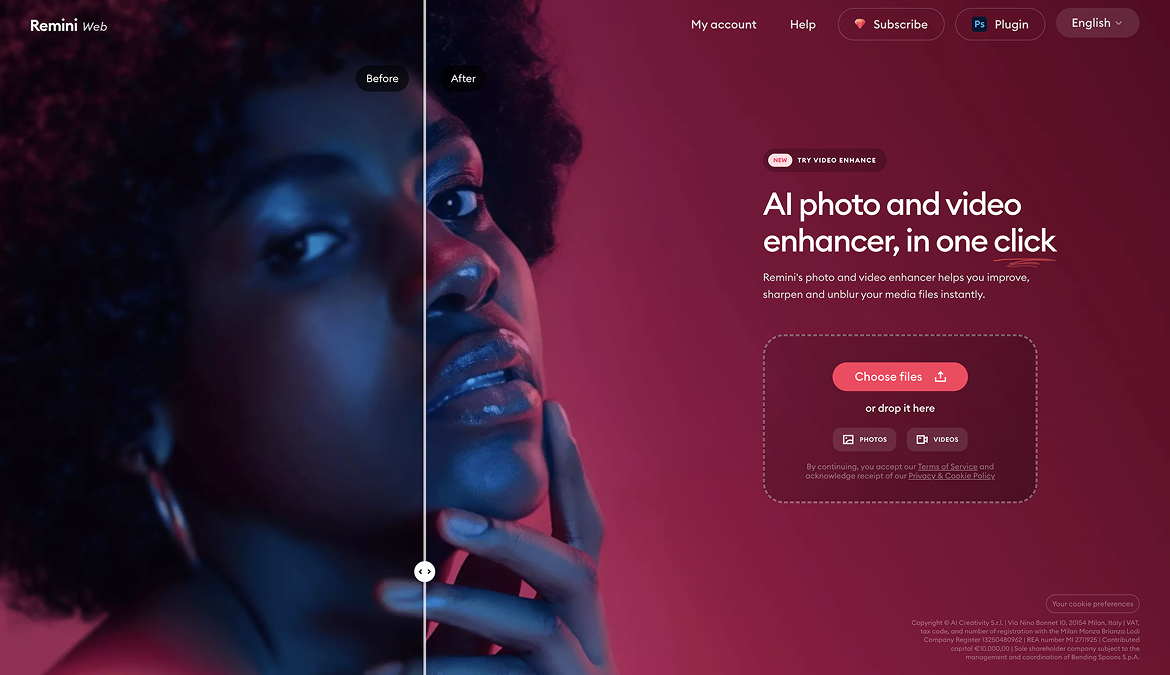 Remini Web
My account
Help
Subscribe
Ps Plugin
English
Before
After
NEW TRY VIDEO ENHANCE
AI photo and video
enhancer, in one click
Remini's photo and video enhancer helps you improve,
sharpen and unblur your media files instantly.
Choose files
or drop it here
PHOTOS
VIDEOS
By continuing, you accept our Terms of Service and
acknowledge receipt of our Privacy & Cookie Policy
Your cookie preferences
Copyright © AI Creativity S.r.l. | Via Nino Bonnet 10, 20154 Milan, Italy | VAT,
tax code, and number of registration with the Milan Monza Brianza Lodi
Company Register 13250480962 | REA number MI 2711925 | Contributed
capital €10.000,00 | Sole shareholder company subject to the
management and coordination of Bending Spoons S.p.A.